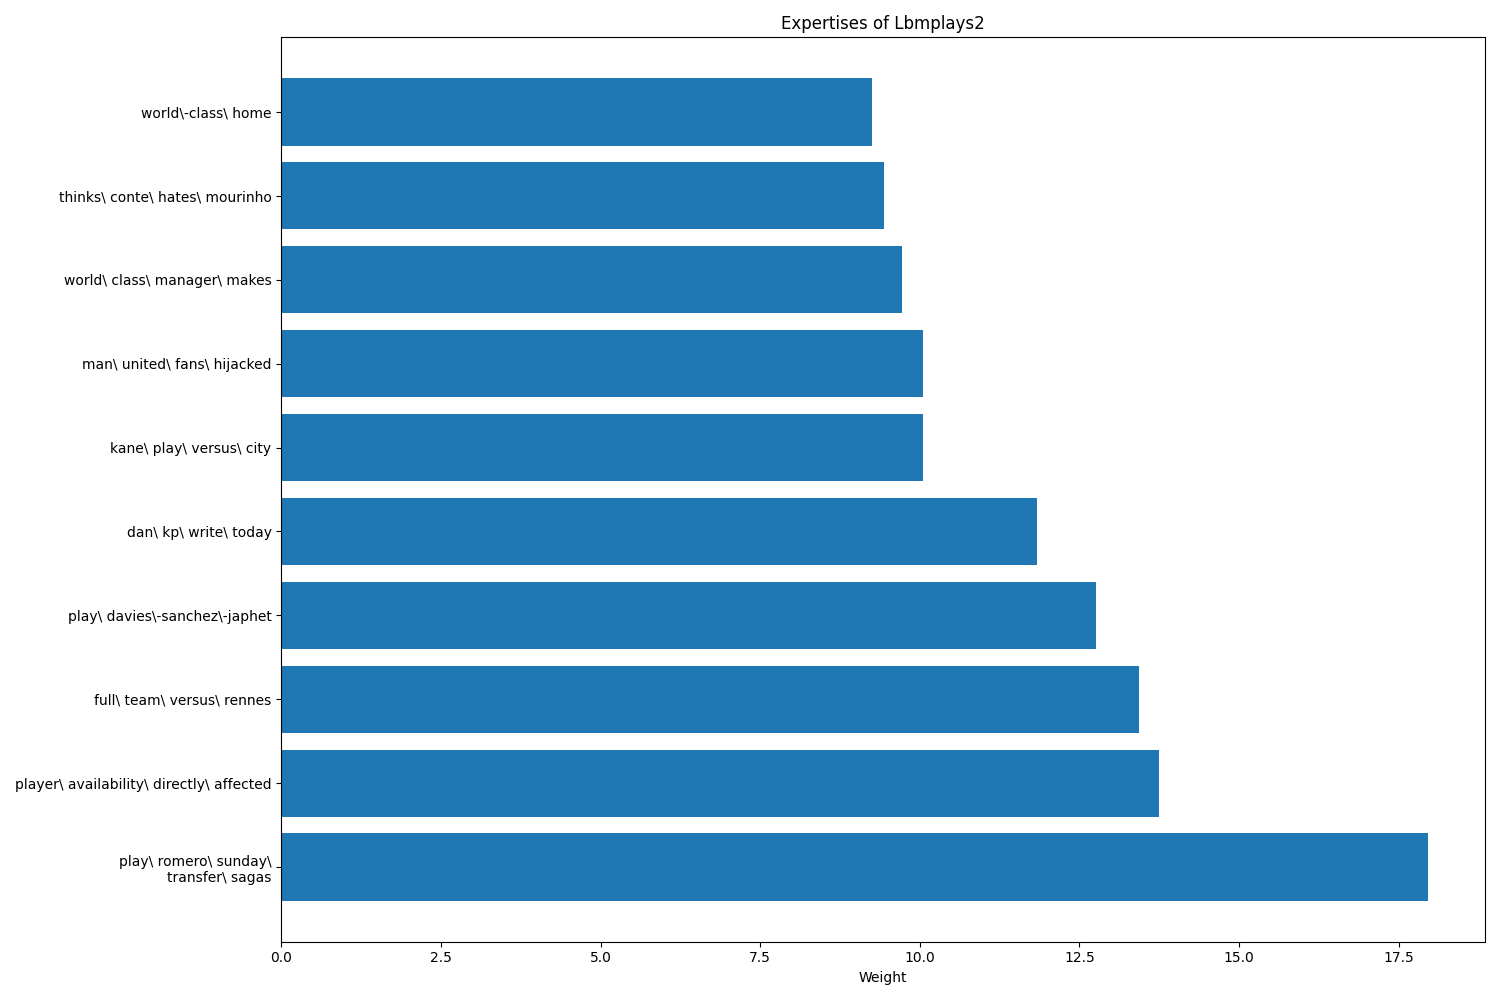 Expertises of Lbmplays2
world\-class\ home
thinks\ conte\ hates\ mourinho
world\ class\ manager\ makes
man\ united\ fans\ hijacked
kane\ play\ versus\ city
dan\ kp\ write\ today
play\ davies\-sanchez\-japhet
full\ team\ versus\ rennes
player\ availability\ directly\ affected
play\ romero\ sunday\
transfer\ sagas
0.0 2.5 5.0 7.5 10.0 12.5 15.0 17.5
Weight